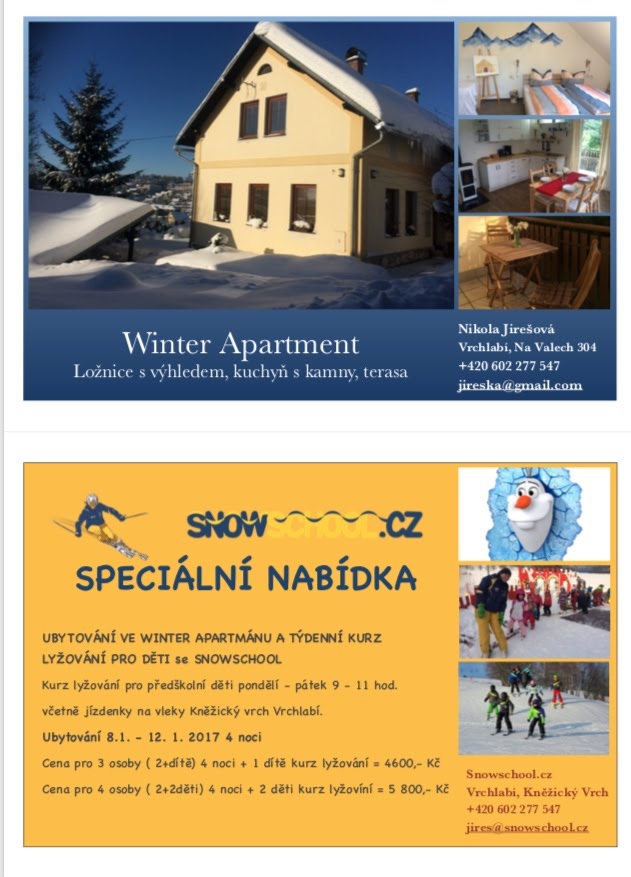 Winter Apartment
Ložnice s výhledem, kuchyň s kamny, terasa
Nikola Jirešová
Vrchlabí, Na Valech 304
+420 602 277 547
jireska@gmail.com
SNOWSCHOOL.CZ
SPECIÁLNÍ NABÍDKA
UBYTOVÁNÍ VE WINTER APARTMÁNU A TÝDENNÍ KURZ
LYŽOVÁNÍ PRO DĚTI se SNOWSCHOOL
Kurz lyžování pro předškolní děti pondělí - pátek 9 - 11 hod.
včetně jízdenky na vleky Kněžický vrch Vrchlabí.
Ubytování 8.1. - 12. 1. 2017 4 noci
Cena pro 3 osoby ( 2+dítě) 4 noci + 1 dítě kurz lyžování = 4600,- Kč
Cena pro 4 osoby ( 2+2děti) 4 noci + 2 děti kurz lyžovíní = 5 800,- Kč
Snowschool.cz
Vrchlabí, Kněžický Vrch
+420 602 277 547
jires@snowschool.cz